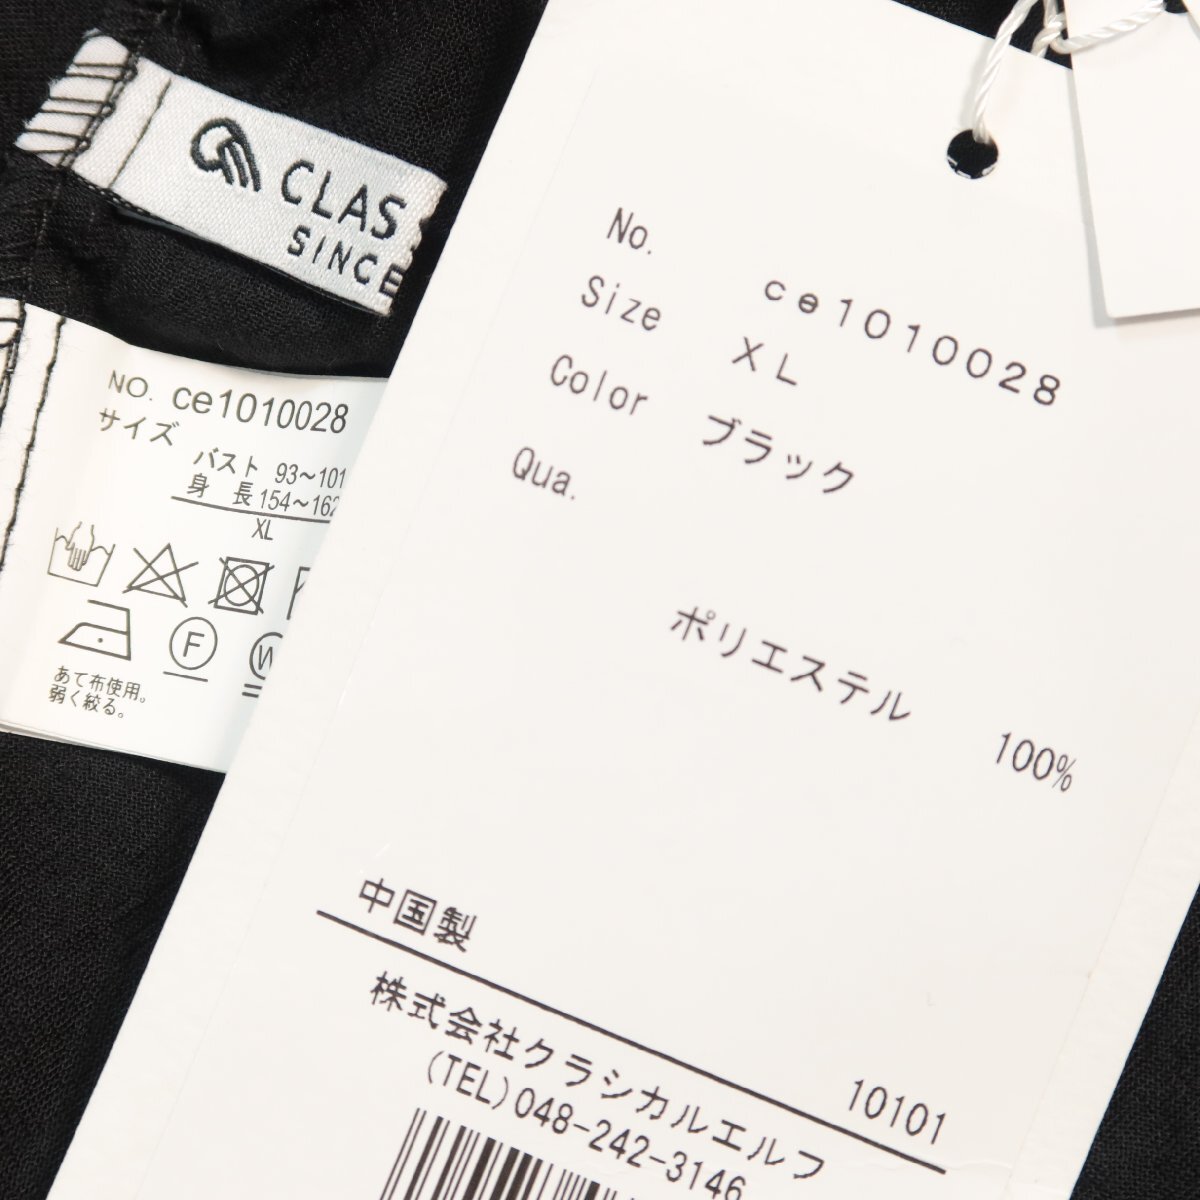 CLAS
SINCE
NO. ce1010028
サイズ
バスト 93~101
身 長 154~162
XL
F
W
あて布使用。
弱く絞る。
No. ce1010028
Size XL
Color ブラック
Qua.
ポリエステル 100%
中国製
10101
株式会社クラシカルエルフ
(TEL)048-242-3146